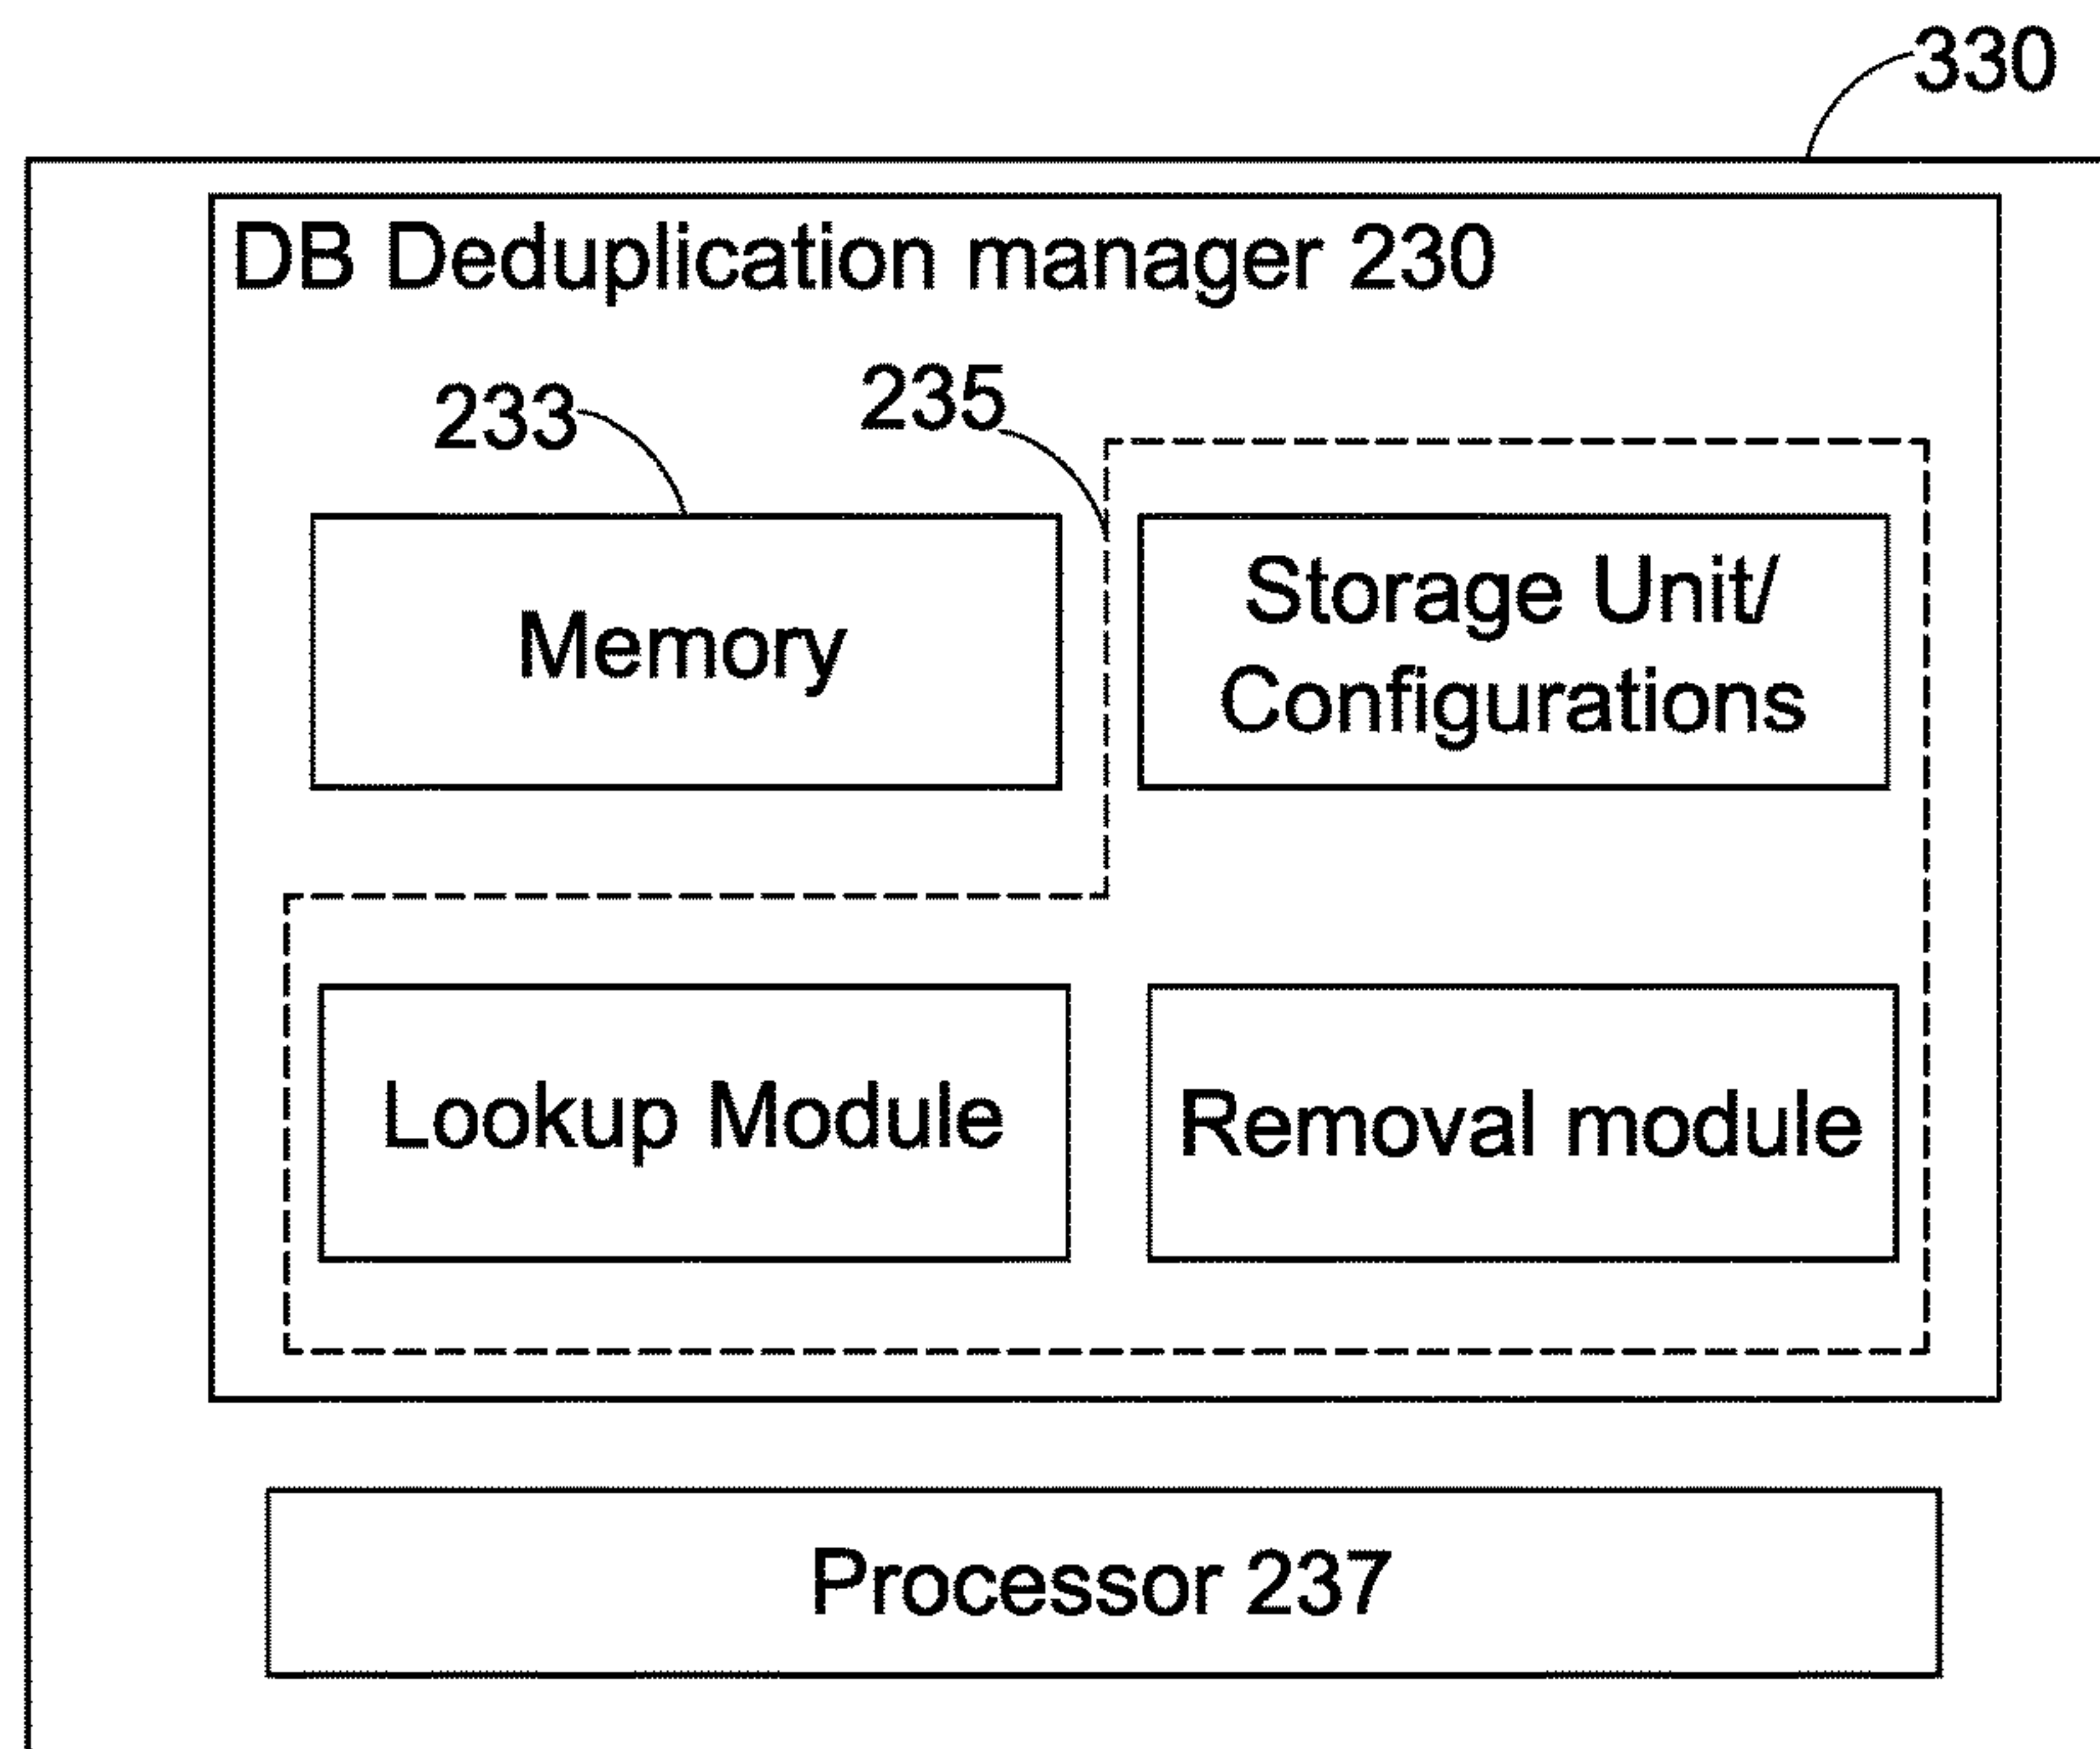 330
DB Deduplication manager 230
233
235
Memory
Storage Unit/
Configurations
Lookup Module
Removal module
Processor 237